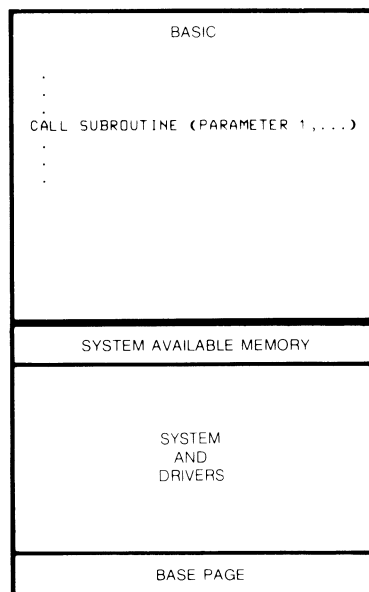 BASIC
.
.
.
CALL SUBROUTINE (PARAMETER 1,...)
.
.
.
SYSTEM AVAILABLE MEMORY
SYSTEM
AND
DRIVERS
BASE PAGE